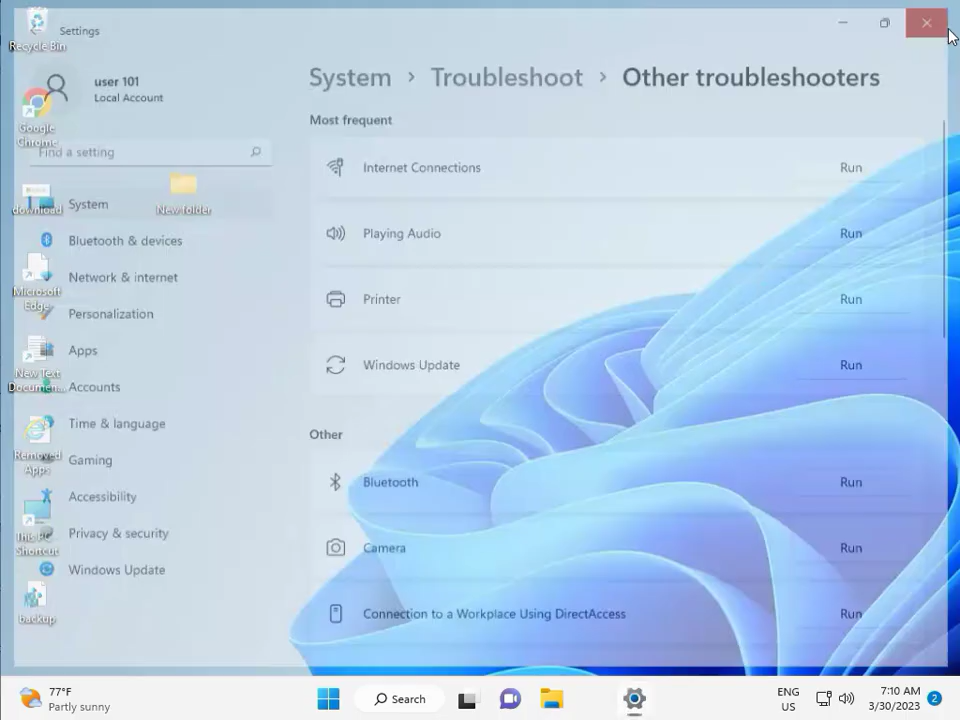 Recycle Bin
Google
Chrome
download
Microsoft
Edge
New Text
Documen...
Removed
Apps
This PC -
Shortcut
backup
New folder
Settings
user 101
Local Account
Find a setting
System
Bluetooth & devices
Network & internet
Personalization
Apps
Accounts
Time & language
Gaming
Accessibility
Privacy & security
Windows Update
System > Troubleshoot > Other troubleshooters
Most frequent
Internet Connections Run
Playing Audio Run
Printer Run
Windows Update Run
Other
Bluetooth Run
Camera Run
Connection to a Workplace Using DirectAccess Run
77°F
Partly sunny
Search
ENG
US
7:10 AM
3/30/2023
2